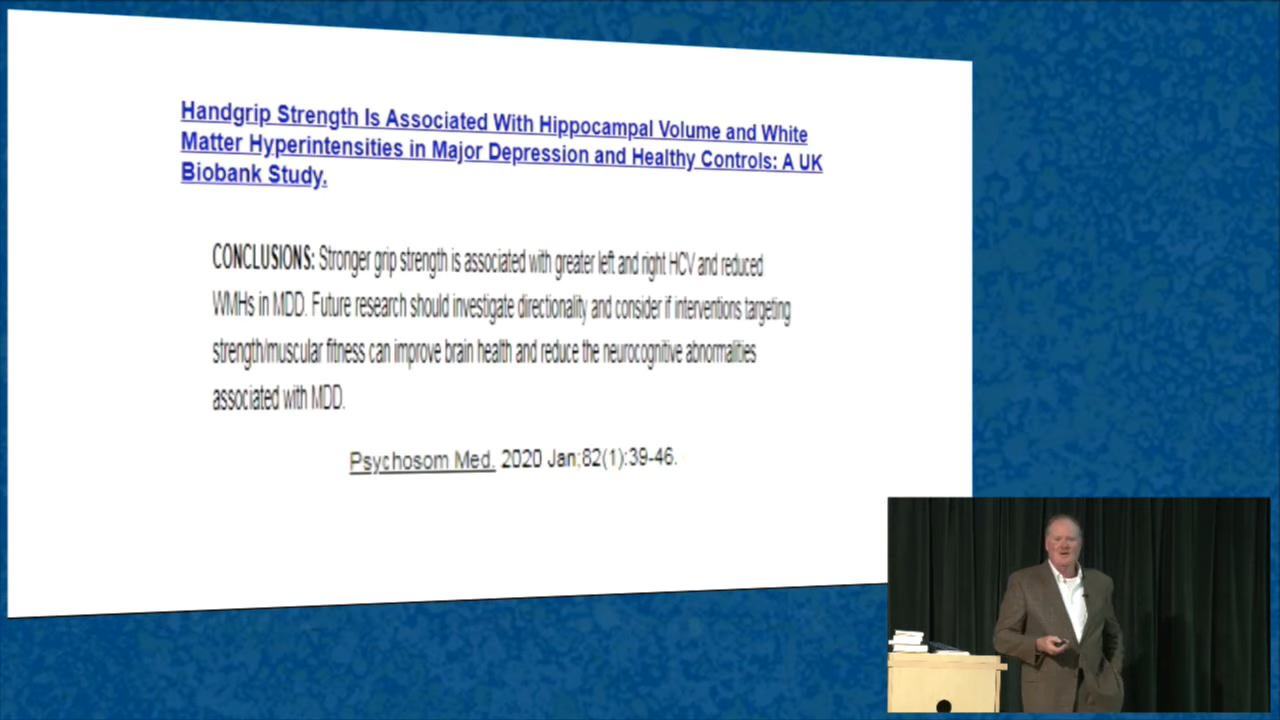 Handgrip Strength Is Associated With Hippocampal Volume and White
Matter Hyperintensities in Major Depression and Healthy Controls: A UK
Biobank Study.
CONCLUSIONS: Stronger grip strength is associated with greater left and right HCV and reduced
WMHs in MDD. Future research should investigate directionality and consider if interventions targeting
strength/muscular fitness can improve brain health and reduce the neurocognitive abnormalities
associated with MDD.
Psychosom Med. 2020 Jan;82(1):39-46.